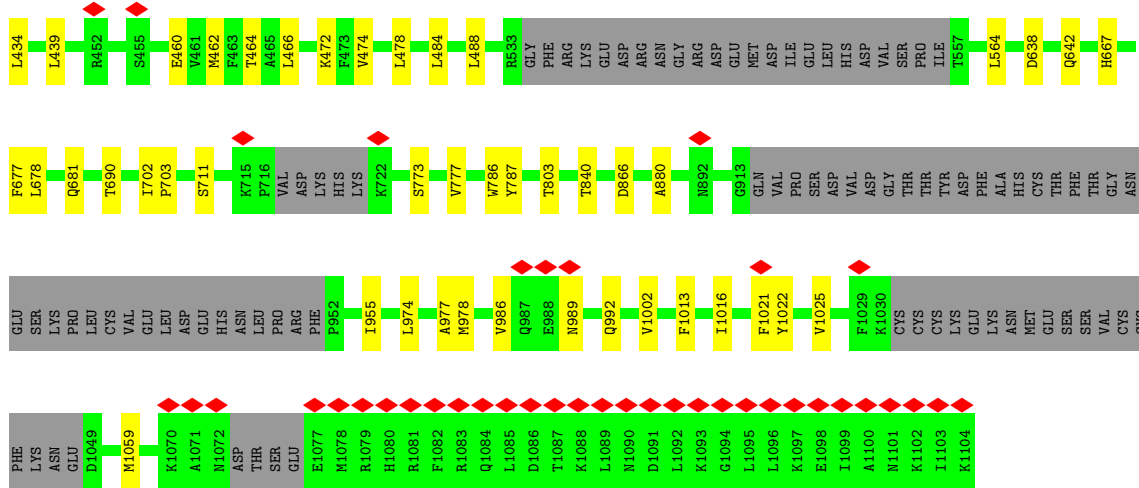 L434 L439 R452 S455 E460 V461 M462 F463 T464 A465 L466 K472 F473 V474 L478 L484 L488 R533 GLY PHE ARG LYS GLU ASP ARG ASN GLY ARG ASP GLU MET ASP ILE GLU LEU HIS ASP VAL SER PRO ILE T557 L564 D638 Q642 H667
F677 L678 Q681 T690 I702 P703 S711 K715 P716 VAL ASP LYS HIS LYS K722 S773 V777 W786 Y787 T803 T840 D866 A880 N892 G913 GLN VAL PRO SER ASP VAL ASP GLY THR THR TYR ASP PHE ALA HIS CYS THR PHE THR GLY ASN
GLU SER LYS PRO LEU CYS VAL GLU LEU ASP GLU HIS ASN LEU PRO ARG PHE P952 I955 L974 A977 M978 V986 Q987 E988 N989 Q992 V1002 F1013 I1016 F1021 Y1022 V1025 F1029 K1030 CYS CYS CYS LYS GLU LYS ASN MET GLU SER SER VAL CYS
PHE LYS ASN GLU D1049 M1059 K1070 A1071 N1072 ASP THR SER GLU E1077 M1078 R1079 H1080 R1081 F1082 R1083 Q1084 L1085 D1086 T1087 K1088 L1089 N1090 D1091 L1092 K1093 G1094 L1095 L1096 K1097 E1098 I1099 A1100 N1101 K1102 I1103 K1104